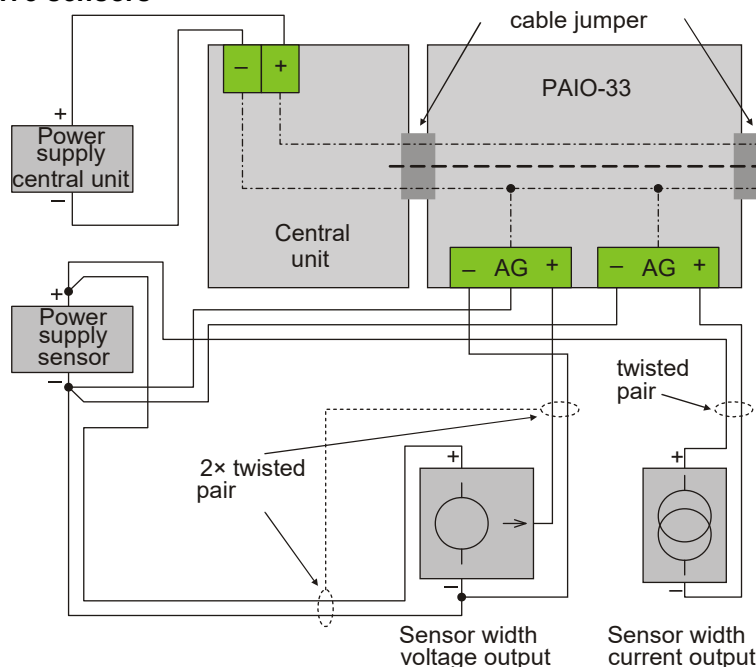 cable jumper
– +
PAIO-33
+
Power
supply
central unit
–
Central
unit
– AG +
– AG +
+
Power
supply
sensor
–
twisted
pair
2× twisted
pair
+
–
+
–
Sensor width
voltage output
Sensor width
current output